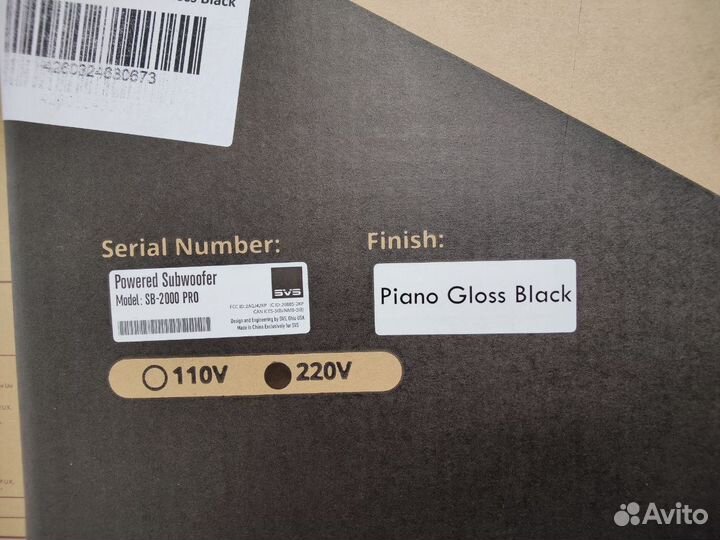 Black
4260324680673
Serial Number:
Finish:
Powered Subwoofer
Model: SB-2000 PRO
SVS
Design and Engineering by SVS, Ohio USA
Made in China Exclusively for SVS
Piano Gloss Black
110V
220V
Avito